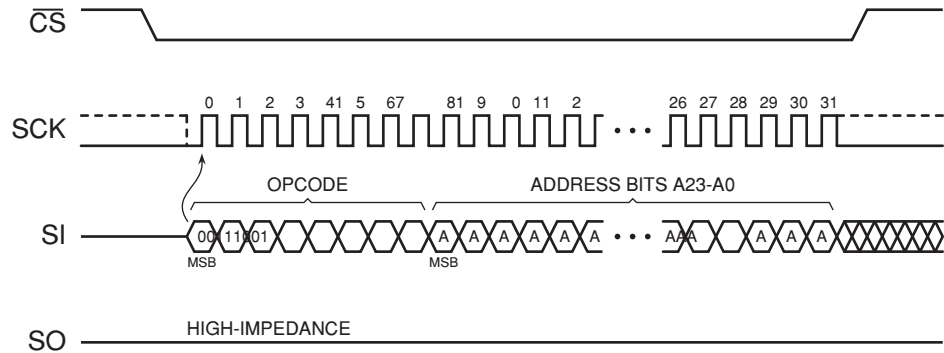 CS
0 1 2 3 41 5 67 81 9 0 11 2 26 27 28 29 30 31
SCK
OPCODE ADDRESS BITS A23-A0
SI 00111001 A A A A A A AAA A A A
MSB MSB
HIGH-IMPEDANCE
SO